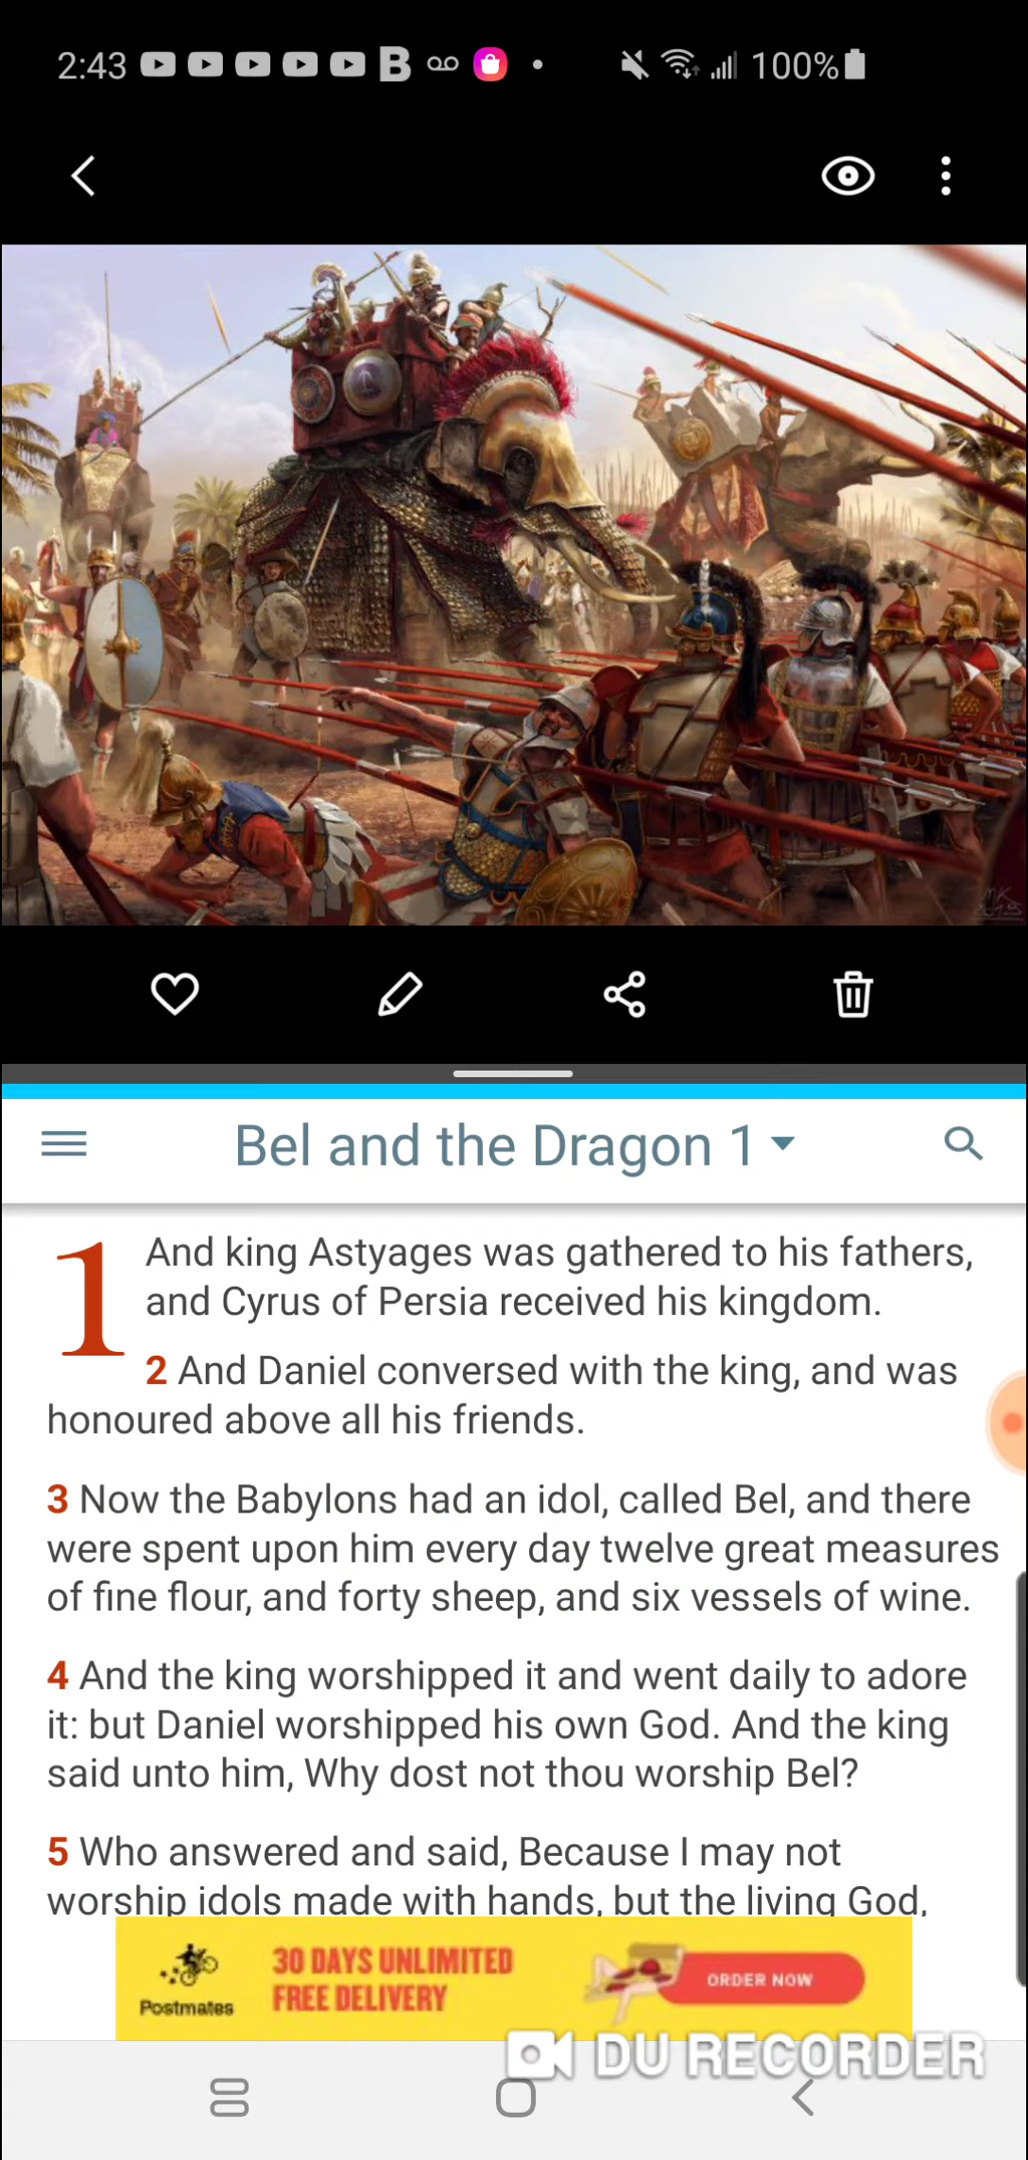 2:43 B 100%
Bel and the Dragon 1
1 And king Astyages was gathered to his fathers,
and Cyrus of Persia received his kingdom.
2 And Daniel conversed with the king, and was
honoured above all his friends.
3 Now the Babylons had an idol, called Bel, and there
were spent upon him every day twelve great measures
of fine flour, and forty sheep, and six vessels of wine.
4 And the king worshipped it and went daily to adore
it: but Daniel worshipped his own God. And the king
said unto him, Why dost not thou worship Bel?
5 Who answered and said, Because I may not
worship idols made with hands, but the living God,
Postmates
30 DAYS UNLIMITED
FREE DELIVERY
ORDER NOW
DU RECORDER